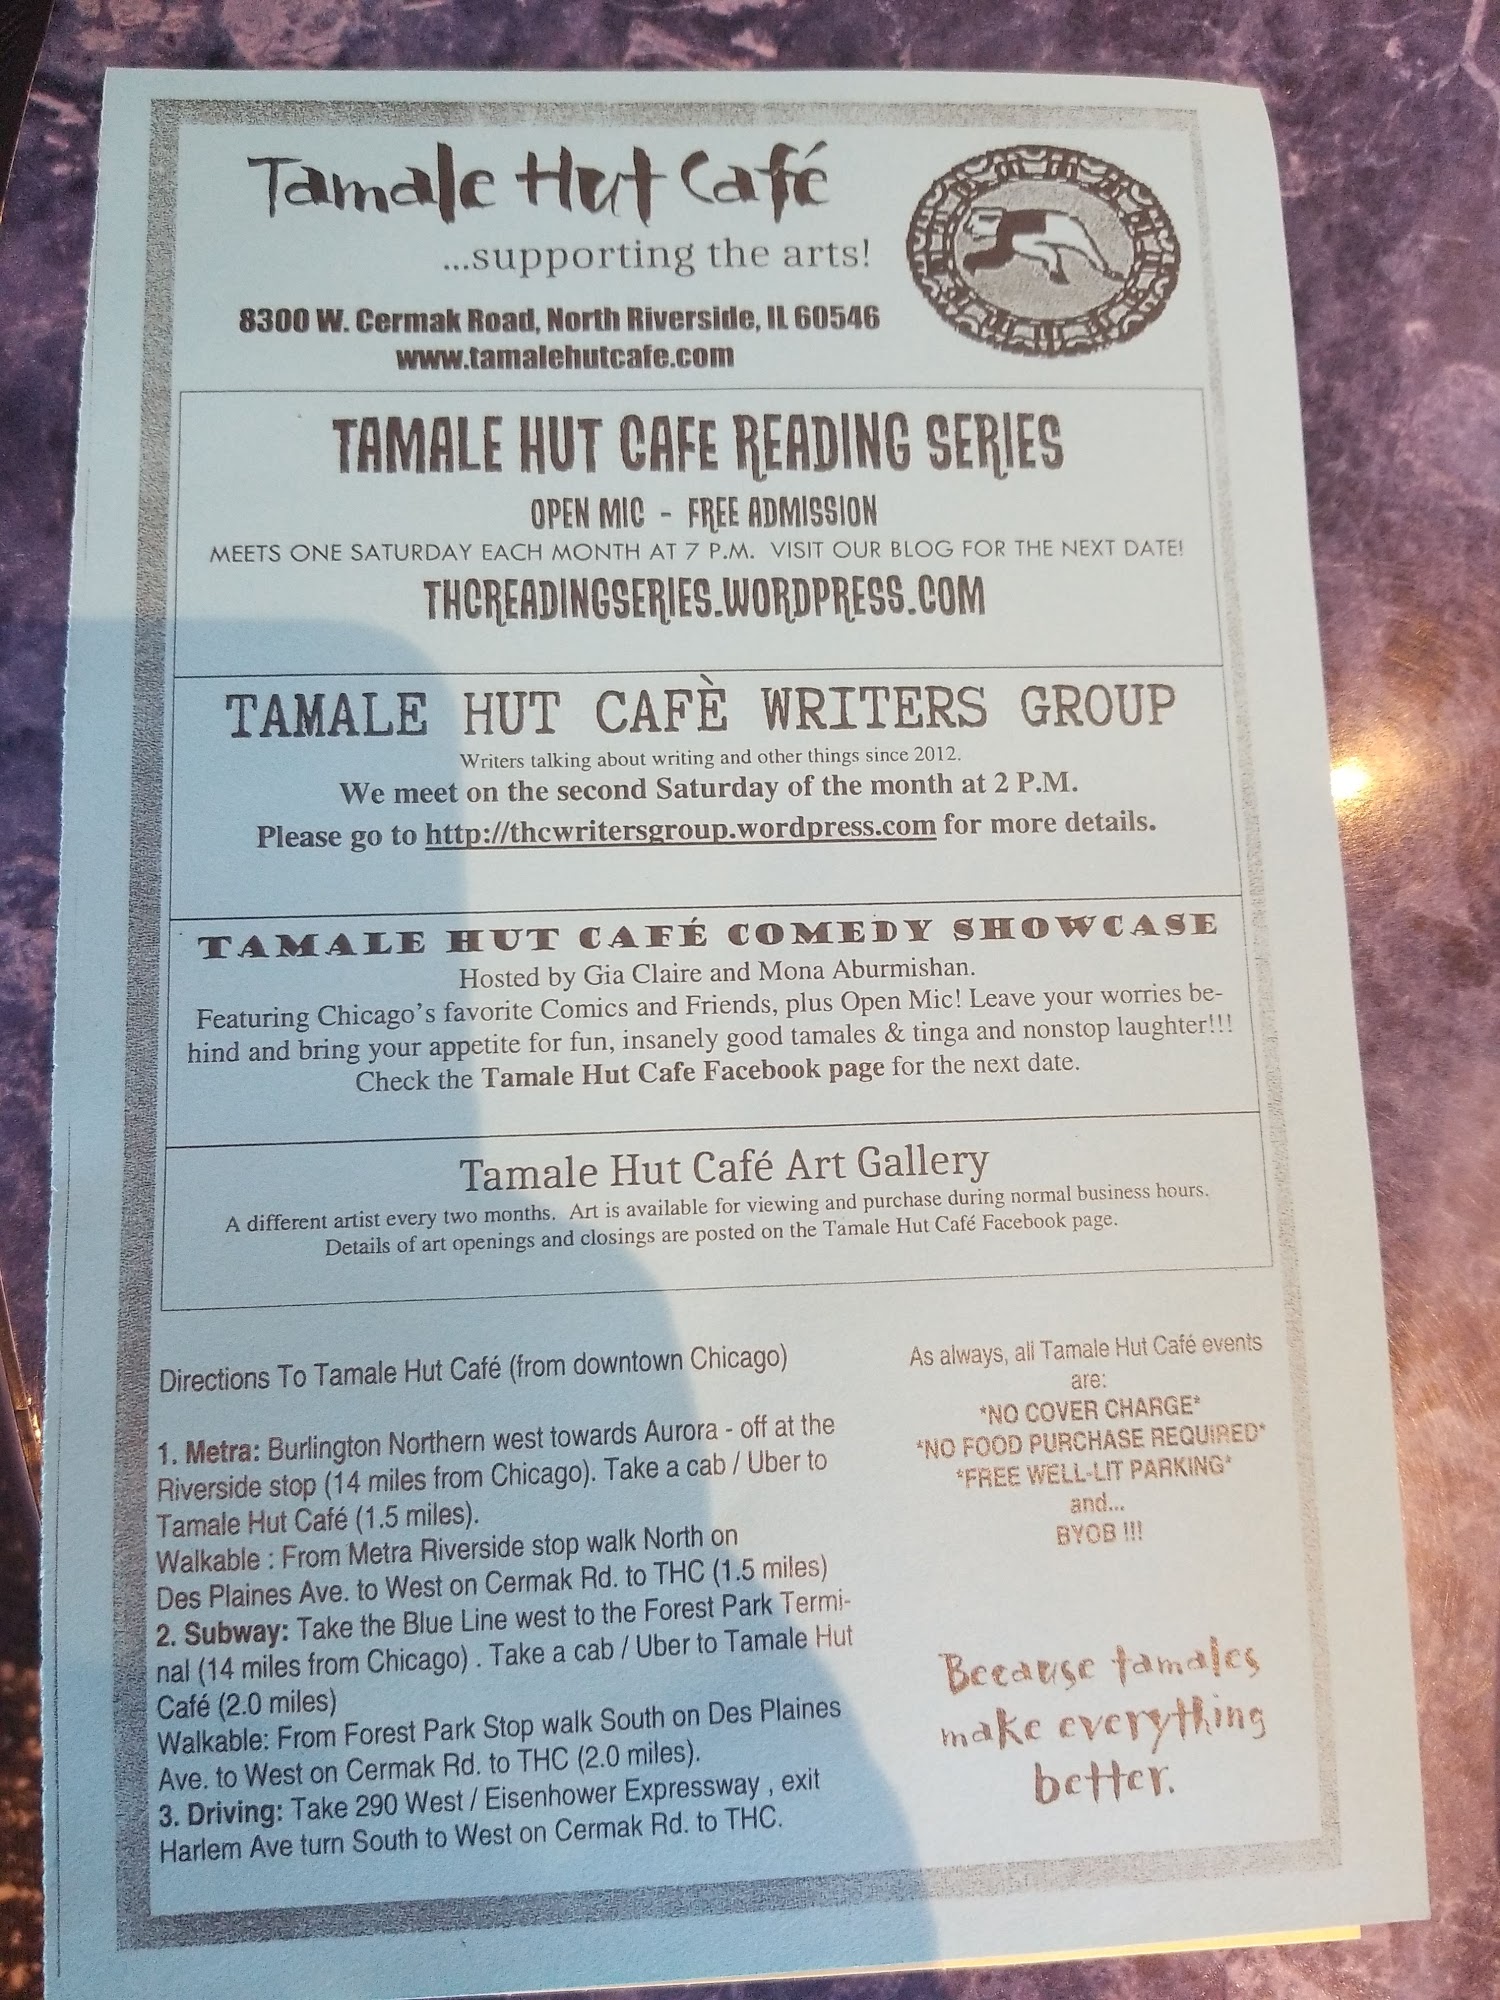 Tamale Hut Café
...supporting the arts!
8300 W. Cermak Road, North Riverside, IL 60546
www.tamalehutcafe.com
TAMALE HUT CAFE READING SERIES
OPEN MIC - FREE ADMISSION
MEETS ONE SATURDAY EACH MONTH AT 7 P.M. VISIT OUR BLOG FOR THE NEXT DATE!
THCREADINGSERIES.WORDPRESS.COM
TAMALE HUT CAFÈ WRITERS GROUP
Writers talking about writing and other things since 2012.
We meet on the second Saturday of the month at 2 P.M.
Please go to http://thcwritersgroup.wordpress.com for more details.
TAMALE HUT CAFÉ COMEDY SHOWCASE
Hosted by Gia Claire and Mona Aburmishan.
Featuring Chicago's favorite Comics and Friends, plus Open Mic! Leave your worries be-
hind and bring your appetite for fun, insanely good tamales & tinga and nonstop laughter!!!
Check the Tamale Hut Cafe Facebook page for the next date.
Tamale Hut Café Art Gallery
A different artist every two months. Art is available for viewing and purchase during normal business hours.
Details of art openings and closings are posted on the Tamale Hut Café Facebook page.
Directions To Tamale Hut Café (from downtown Chicago)
1. Metra: Burlington Northern west towards Aurora - off at the
Riverside stop (14 miles from Chicago). Take a cab / Uber to
Tamale Hut Café (1.5 miles).
Walkable : From Metra Riverside stop walk North on
Des Plaines Ave. to West on Cermak Rd. to THC (1.5 miles)
2. Subway: Take the Blue Line west to the Forest Park Termi-
nal (14 miles from Chicago) . Take a cab / Uber to Tamale Hut
Café (2.0 miles)
Walkable: From Forest Park Stop walk South on Des Plaines
Ave. to West on Cermak Rd. to THC (2.0 miles).
3. Driving: Take 290 West / Eisenhower Expressway , exit
Harlem Ave turn South to West on Cermak Rd. to THC.
As always, all Tamale Hut Café events
are:
*NO COVER CHARGE*
*NO FOOD PURCHASE REQUIRED*
*FREE WELL-LIT PARKING*
and...
BYOB !!!
Because tamales
make everything
better.